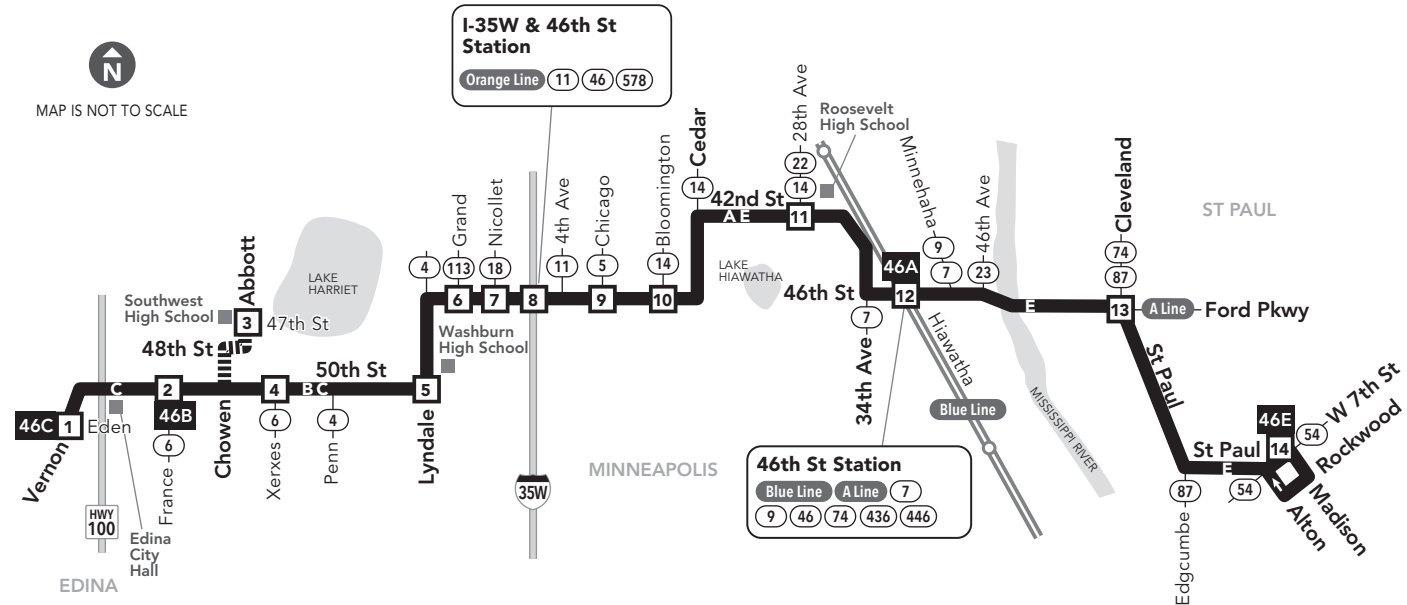 I-35W & 46th St
Station
Orange Line 11 46 578
N
MAP IS NOT TO SCALE
Roosevelt
High School
28th Ave
22
14
Cedar
14
42nd St
A E
11
Minnehaha
9
7
46th Ave
23
Cleveland
74
87
ST PAUL
Grand
113
Nicollet
18
4
4th Ave
11
Chicago
5
Bloomington
14
6
7
8
9
10
LAKE
HIAWATHA
46th St
46A
12
E
13
A Line
Ford Pkwy
LAKE
HARRIET
Abbott
Southwest
High School
3
47th St
48th St
Washburn
High School
7
34th Ave
Hiawatha
Blue Line
St Paul
MISSISSIPPI RIVER
50th St
C
2
4
B C
5
46B
46C
1
Eden
Vernon
6
France
Chowen
6
Xerxes
4
Penn
Lyndale
MINNEAPOLIS
35W
46th St Station
Blue Line A Line 7
9 46 74 436 446
46E
14
54
W 7th St
Rockwood
St Paul
E
54
Madison
Alton
87
Edgcumbe
HWY
100
Edina
City
Hall
EDINA